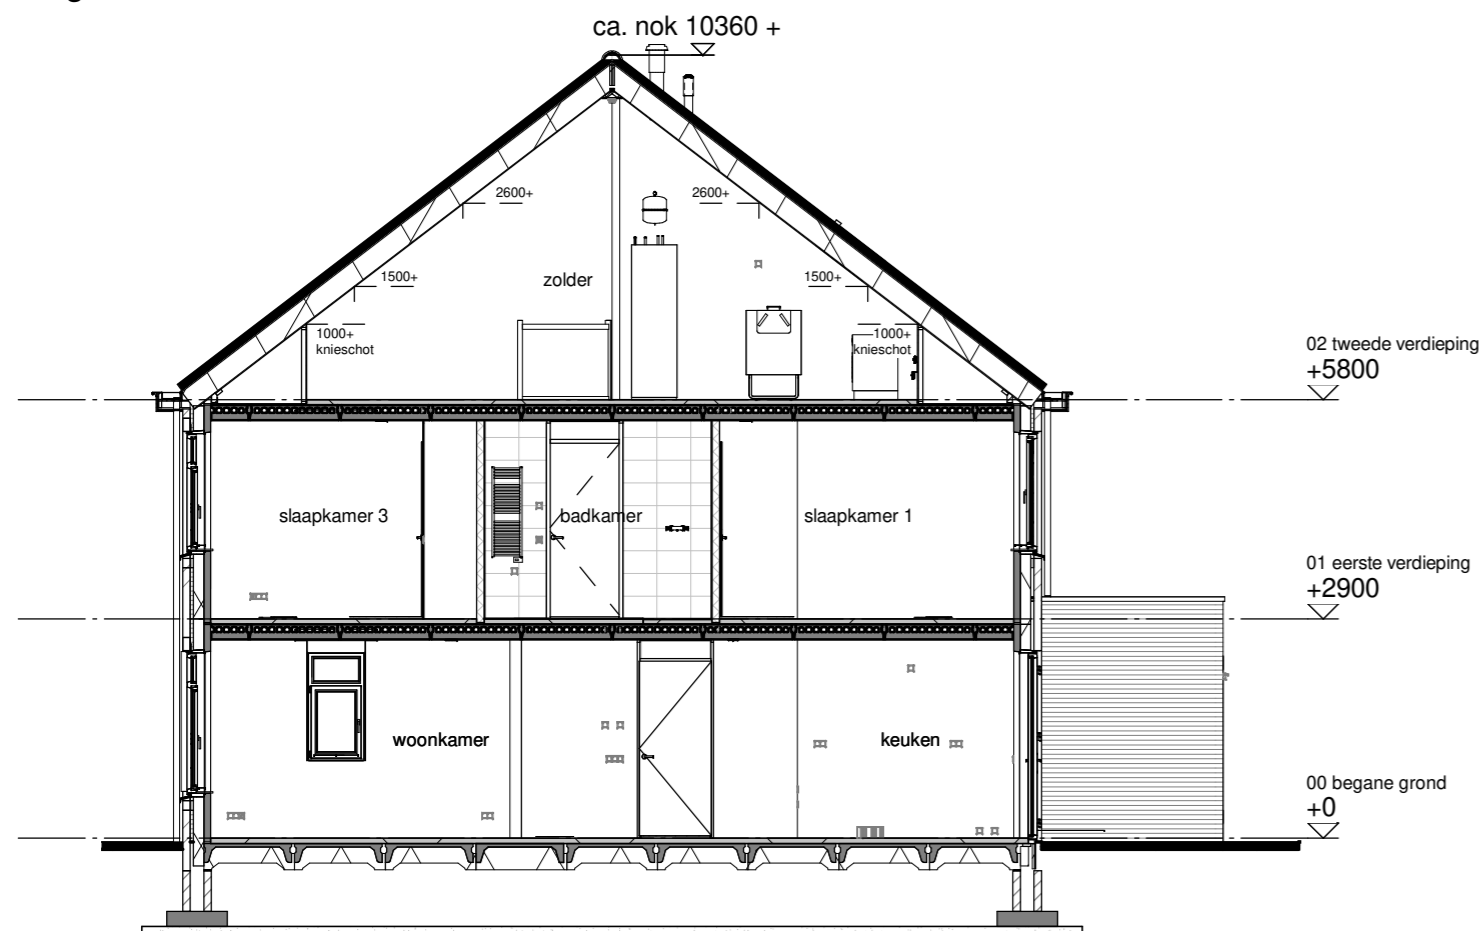 ca. nok 10360 +
2600+
2600+
zolder
1500+
1500+
1000+
knieschot
1000+
knieschot
02 tweede verdieping
+5800
slaapkamer 3
badkamer
slaapkamer 1
01 eerste verdieping
+2900
woonkamer
keuken
00 begane grond
+0